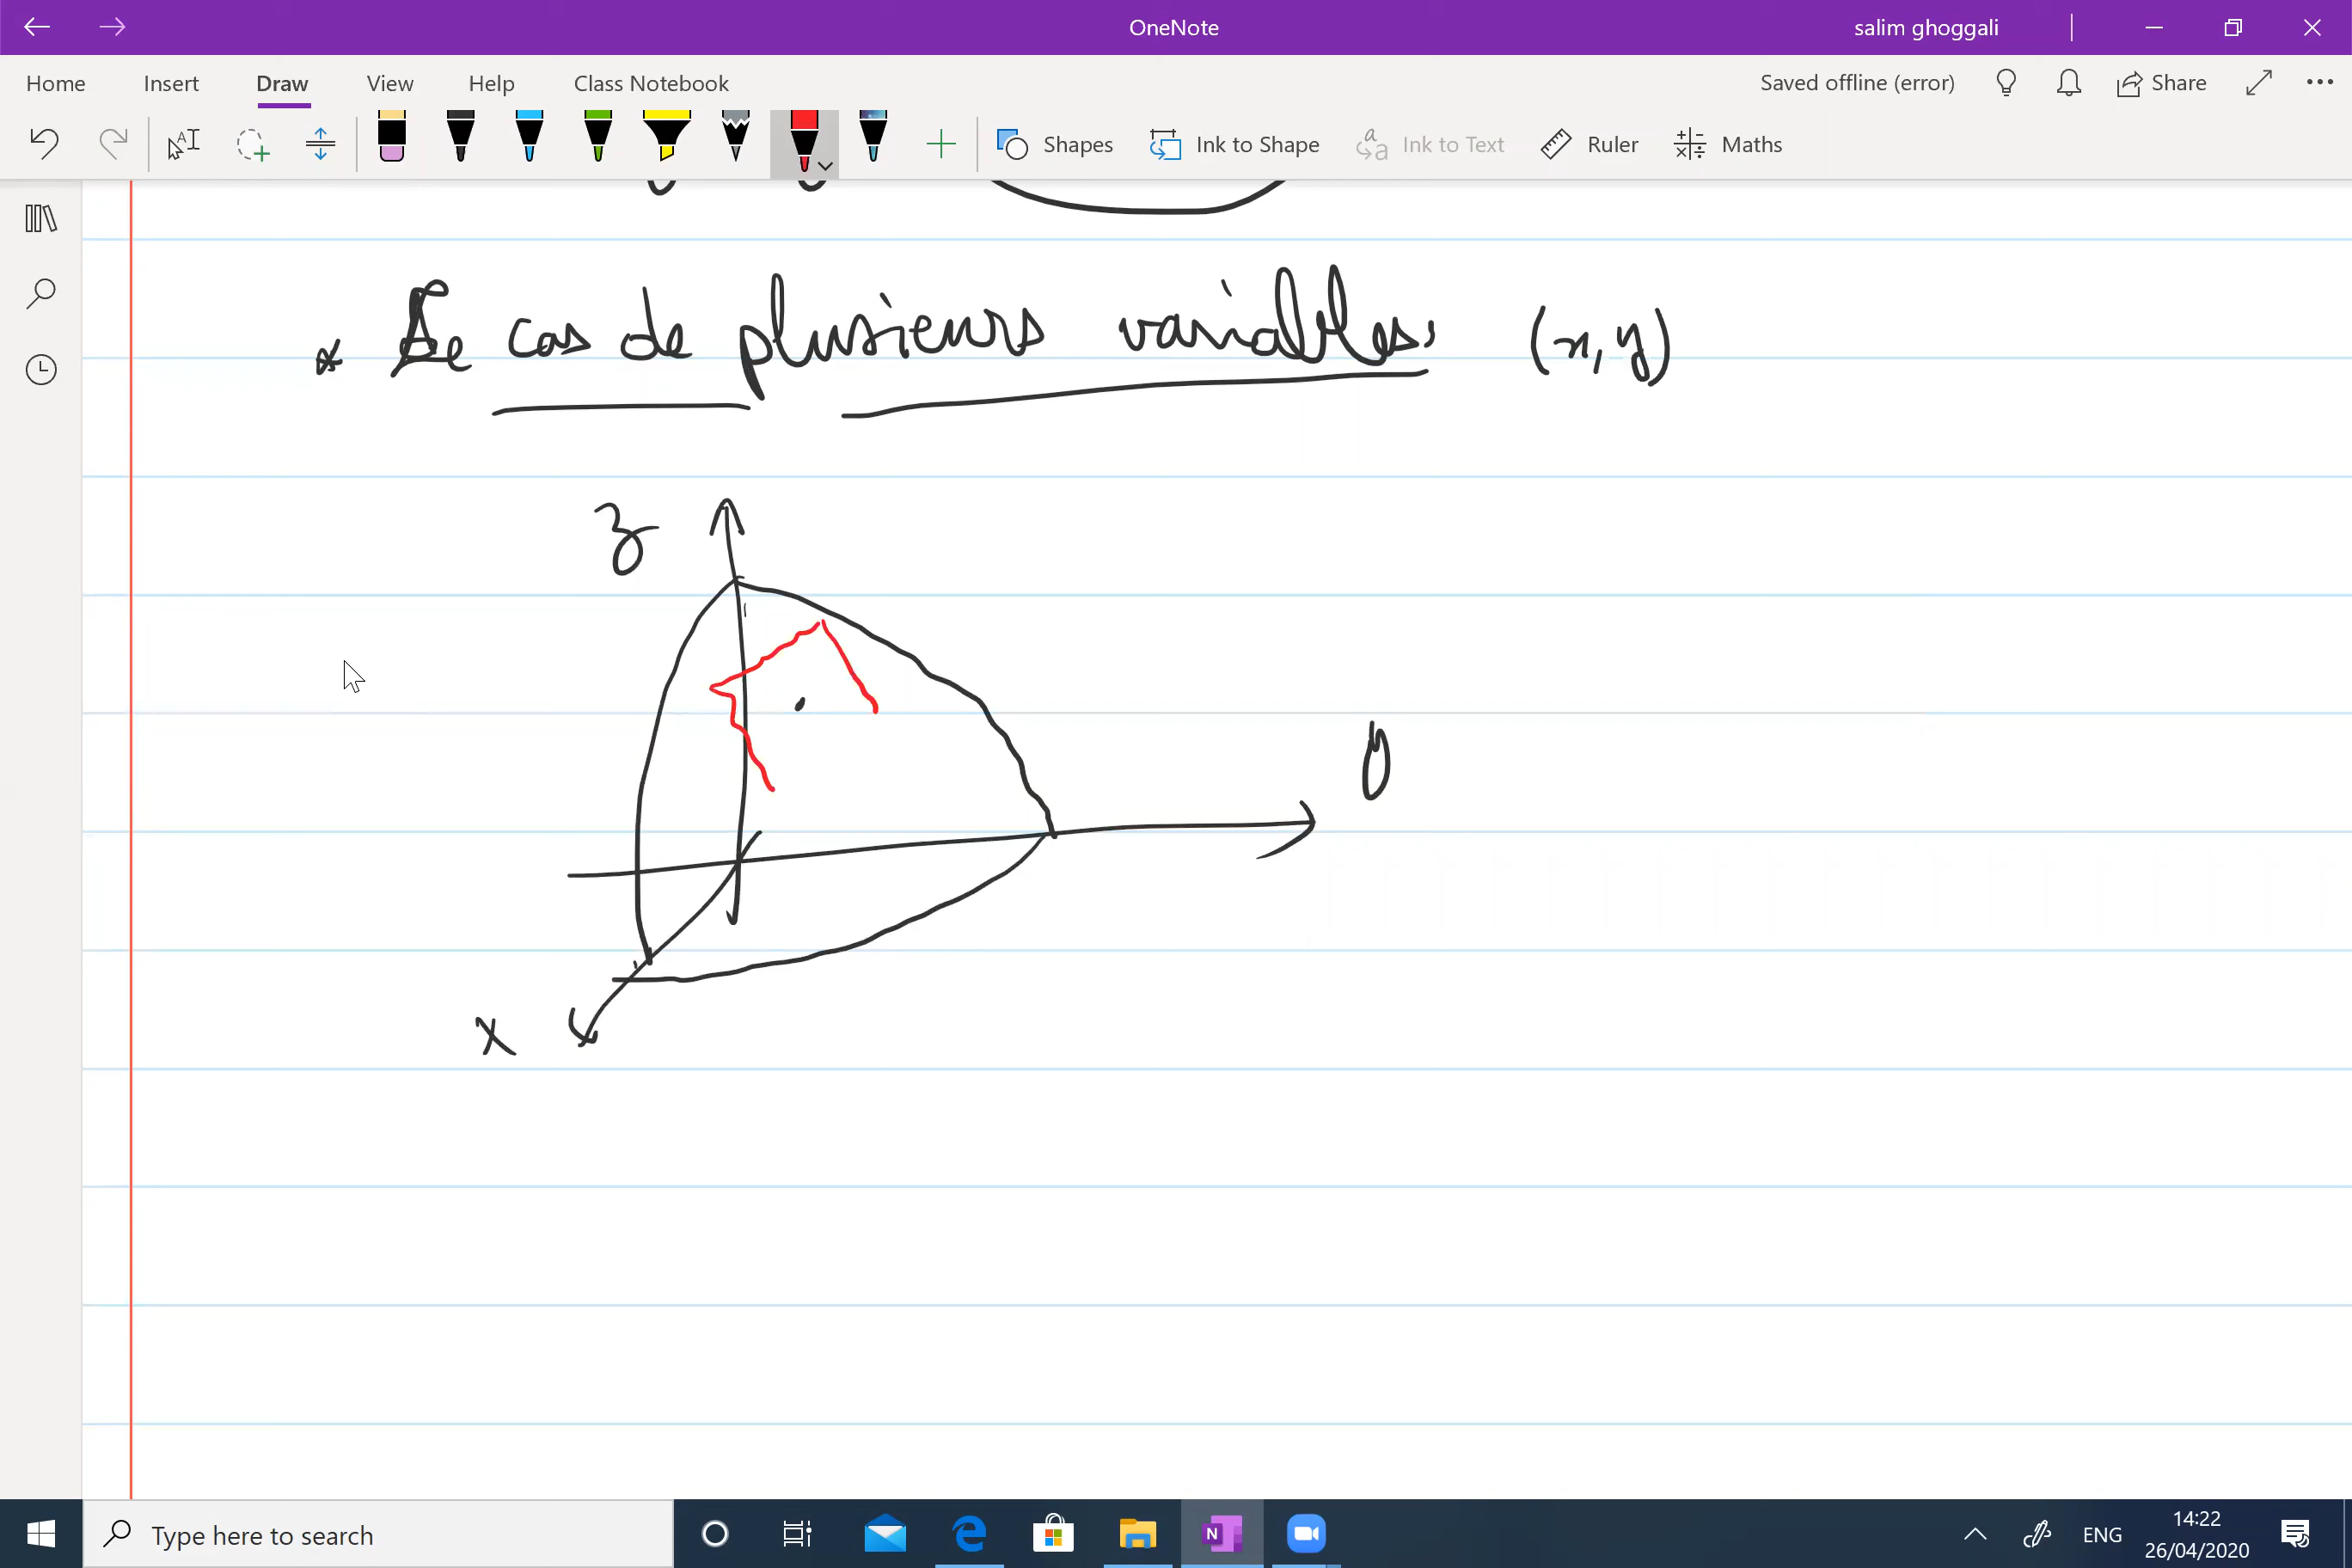 OneNote
salim ghoggali
Home Insert Draw View Help Class Notebook
Saved offline (error) Share
Shapes Ink to Shape Ink to Text Ruler Maths
* Le cas de plusieurs variables: (x, y)
z
y
x
Type here to search
ENG
14:22
26/04/2020